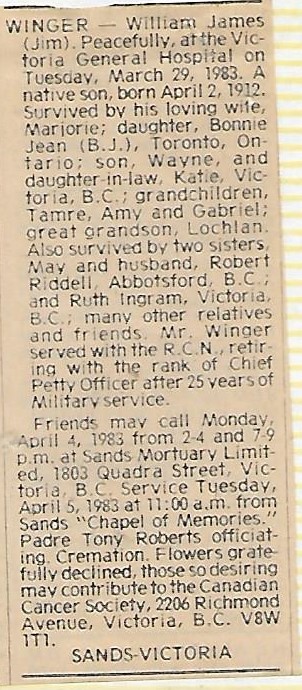 WINGER — William James
(Jim). Peacefully, at the Vic-
toria General Hospital on
Tuesday, March 29, 1983. A
native son, born April 2, 1912.
Survived by his loving wife,
Marjorie; daughter, Bonnie
Jean (B.J.), Toronto, On-
tario; son, Wayne, and
daughter-in-law, Katie, Vic-
toria, B.C.; grandchildren,
Tamre, Amy and Gabriel;
great grandson, Lochlan.
Also survived by two sisters,
May and husband, Robert
Riddell, Abbotsford, B.C.;
and Ruth Ingram, Victoria,
B.C.; many other relatives
and friends. Mr. Winger
served with the R.C.N., retir-
ing with the rank of Chief
Petty Officer after 25 years of
Military service.
Friends may call Monday,
April 4, 1983 from 2-4 and 7-9
p.m. at Sands Mortuary Limit-
ed, 1803 Quadra Street, Vic-
toria, B.C. Service Tuesday,
April 5, 1983 at 11:00 a.m. from
Sands "Chapel of Memories."
Padre Tony Roberts officiat-
ing. Cremation. Flowers grate-
fully declined, those so desiring
may contribute to the Canadian
Cancer Society, 2206 Richmond
Avenue, Victoria, B.C. V8W
1T1.
SANDS-VICTORIA